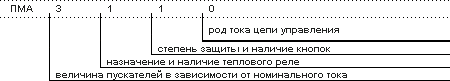 ПМА 3 1 1 0
род тока цепи управления
степень защиты и наличие кнопок
назначение и наличие теплового реле
величина пускателей в зависимости от номинального тока